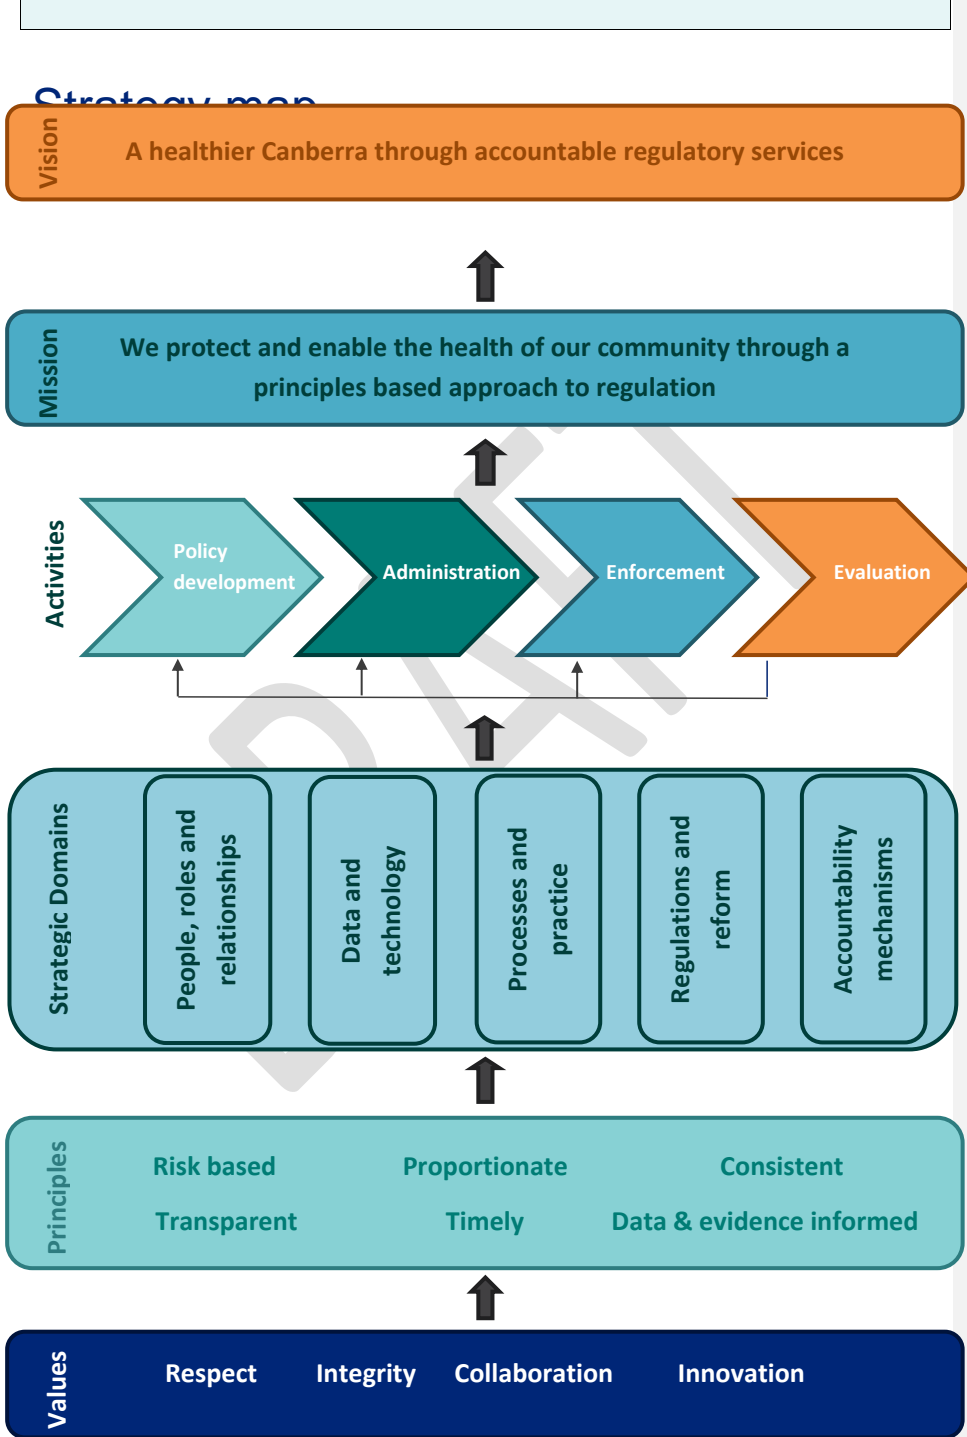 Strategy map
Vision
A healthier Canberra through accountable regulatory services
Mission
We protect and enable the health of our community through a
principles based approach to regulation
Activities
Policy
development
Administration
Enforcement
Evaluation
Strategic Domains
People, roles and
relationships
Data and
technology
Processes and
practice
Regulations and
reform
Accountability
mechanisms
Principles
Risk based
Proportionate
Consistent
Transparent
Timely
Data & evidence informed
Values
Respect
Integrity
Collaboration
Innovation
DRAFT